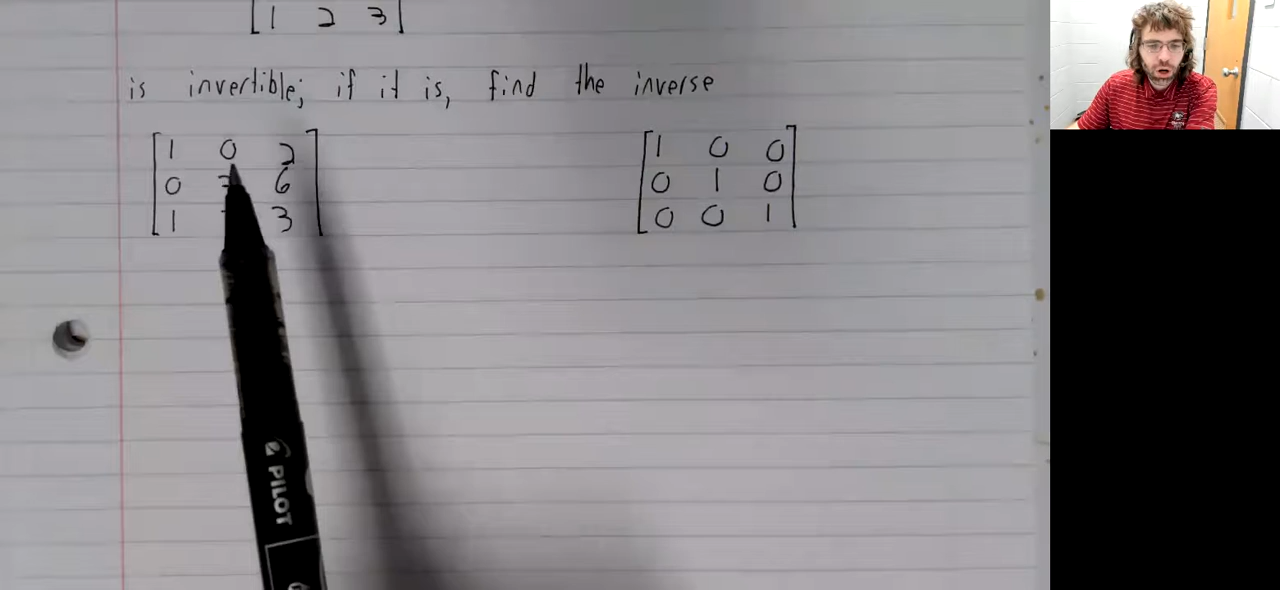 [1 2 3]
is invertible; if it is, find the inverse
[1 0 2] [1 0 0]
[0 6] [0 1 0]
[1 3] [0 0 1]
PILOT